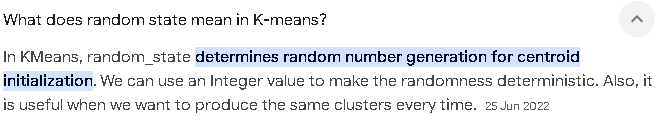 What does random state mean in K-means?
In KMeans, random_state determines random number generation for centroid
initialization. We can use an Integer value to make the randomness deterministic. Also, it
is useful when we want to produce the same clusters every time. 25 Jun 2022